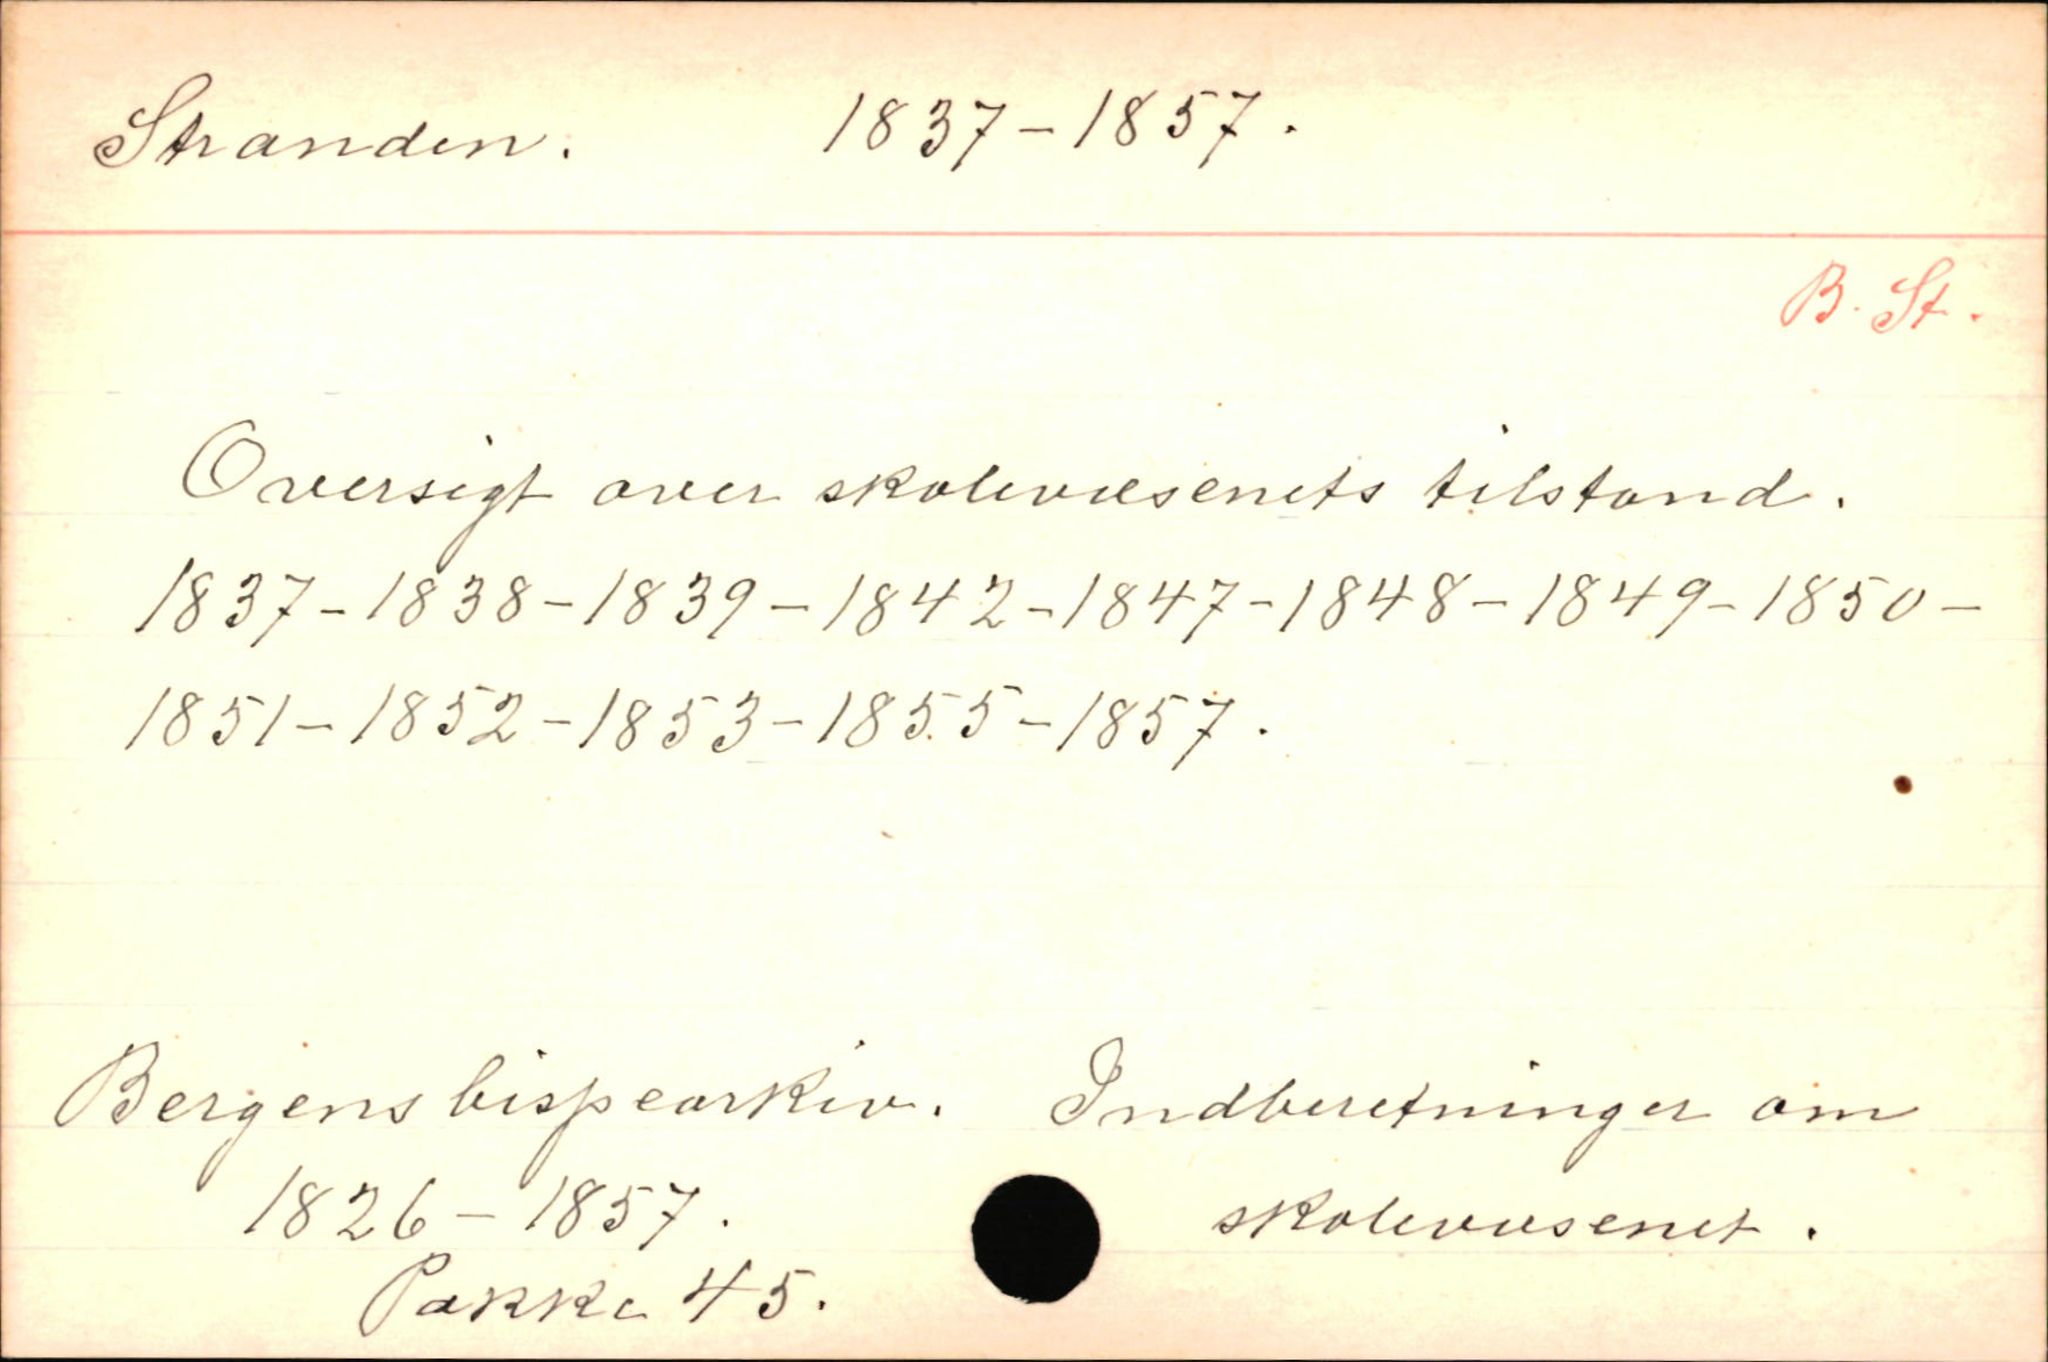 Stranden. 1837-1857.
B. St.
Oversigt over skolevæsenets tilstand.
1837-1838-1839-1842-1847-1848-1849-1850-
1851-1852-1853-1855-1857.
Bergens bispearkiv. Indberetninger om
1826-1857. skolevæsenet.
Pakke 45.